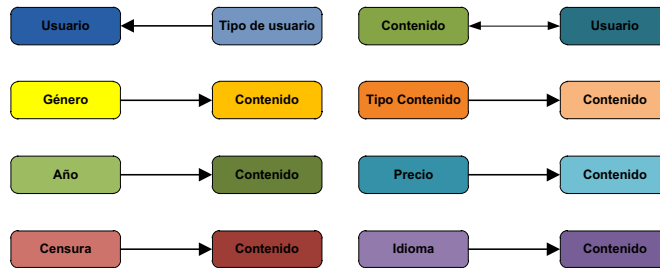 Usuario
Tipo de usuario
Contenido
Usuario
Género
Contenido
Tipo Contenido
Contenido
Año
Contenido
Precio
Contenido
Censura
Contenido
Idioma
Contenido